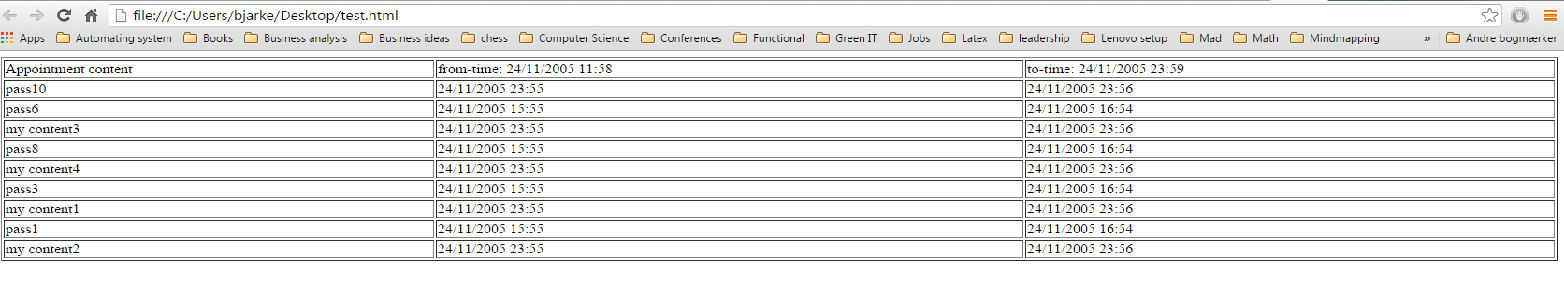 file:///C:/Users/bjarke/Desktop/test.html
Apps Automating system Books Business analysis Business ideas chess Computer Science Conferences Functional Green IT Jobs Latex leadership Lenovo setup Mad Math Mindmapping » Andre bogmærker
Appointment content from-time: 24/11/2005 11:58 to-time: 24/11/2005 23:59
pass10 24/11/2005 23:55 24/11/2005 23:56
pass6 24/11/2005 15:55 24/11/2005 16:54
my content3 24/11/2005 23:55 24/11/2005 23:56
pass8 24/11/2005 15:55 24/11/2005 16:54
my content4 24/11/2005 23:55 24/11/2005 23:56
pass3 24/11/2005 15:55 24/11/2005 16:54
my content1 24/11/2005 23:55 24/11/2005 23:56
pass1 24/11/2005 15:55 24/11/2005 16:54
my content2 24/11/2005 23:55 24/11/2005 23:56